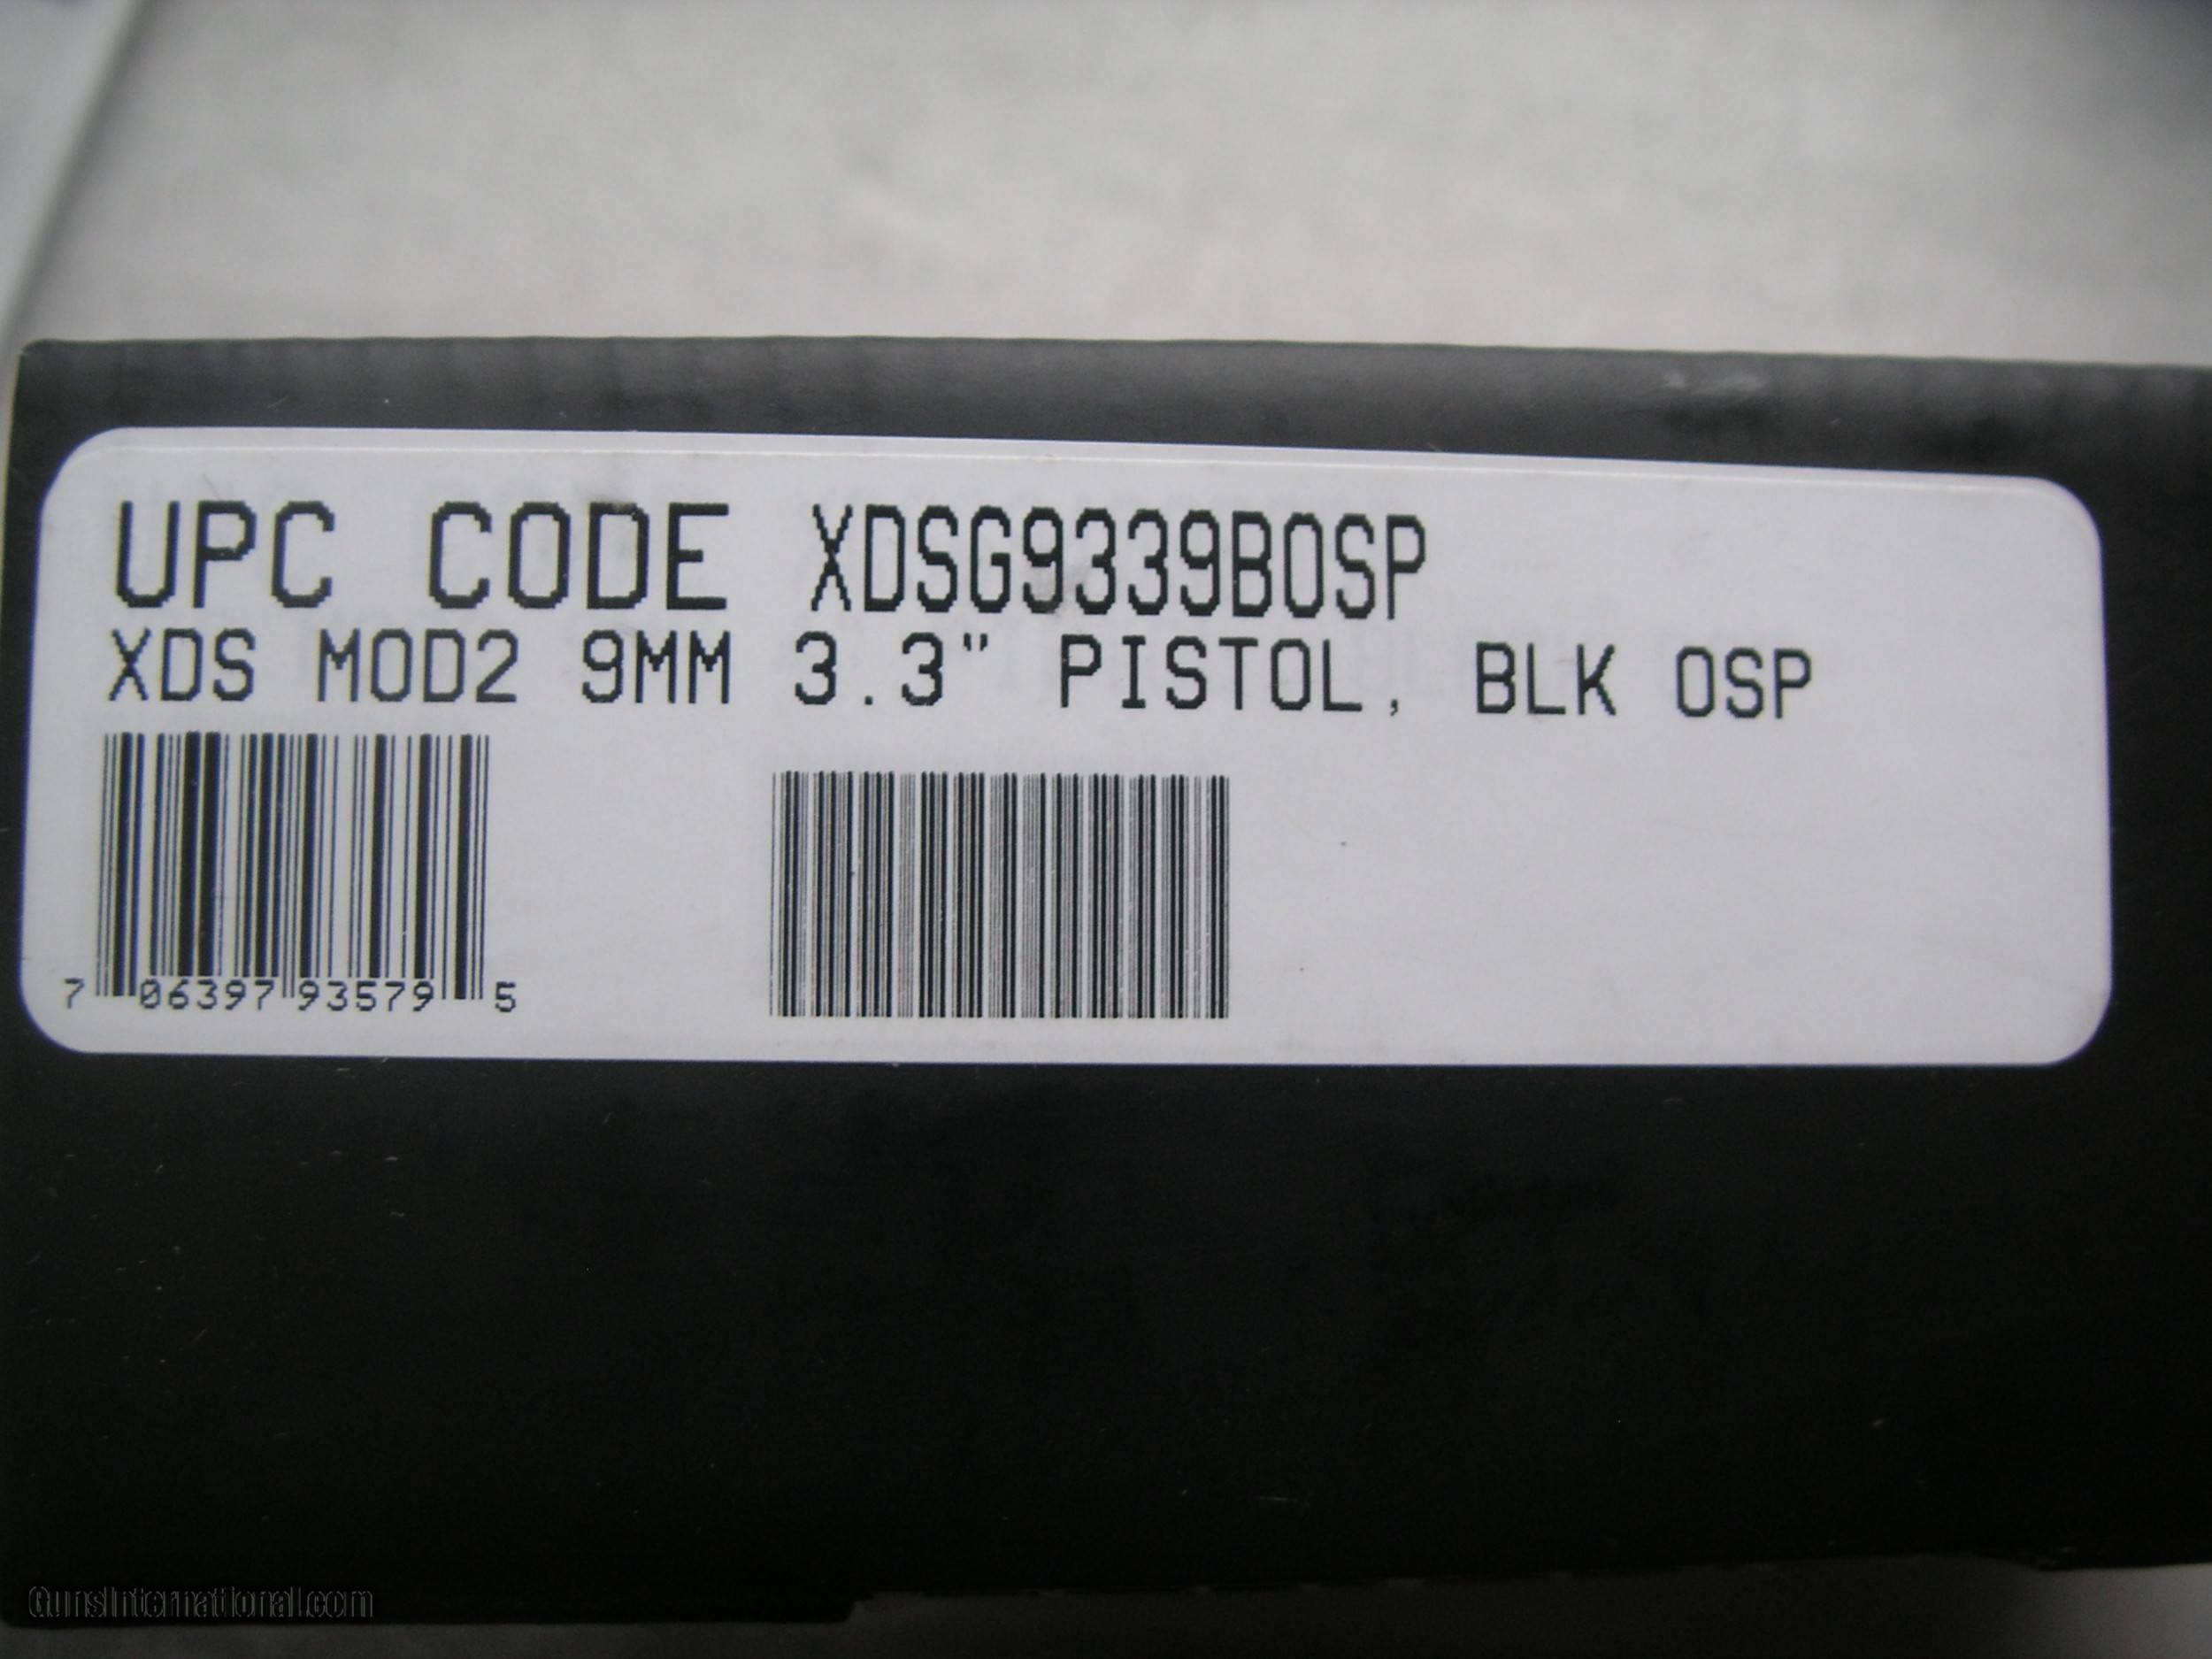 UPC CODE XDSG9339BOSP
XDS MOD2 9MM 3.3" PISTOL, BLK OSP
7 06397 93579 5
GunsInternational.com